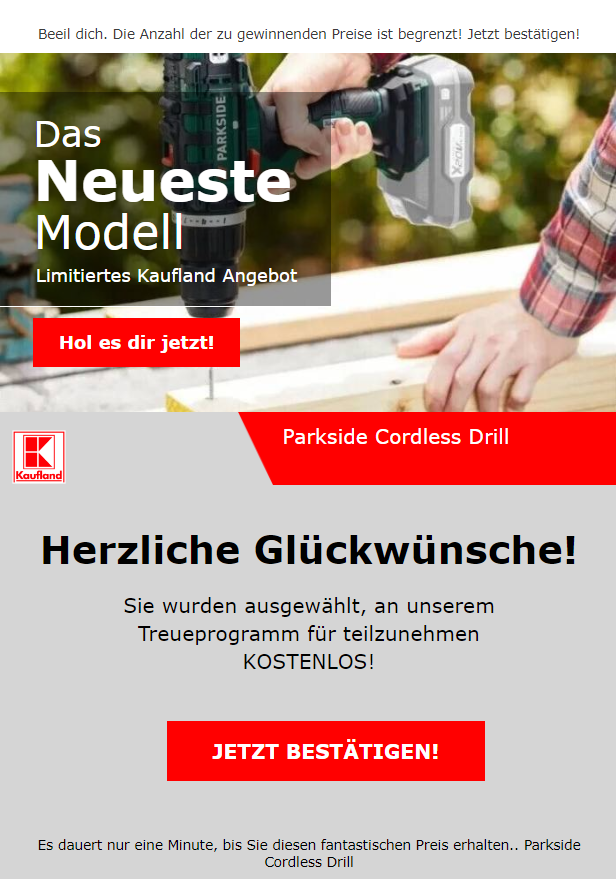 Beeil dich. Die Anzahl der zu gewinnenden Preise ist begrenzt! Jetzt bestätigen!
PARKSIDE
X20V
Das
Neueste
Modell
Limitiertes Kaufland Angebot
Hol es dir jetzt!
Parkside Cordless Drill
Kaufland
Herzliche Glückwünsche!
Sie wurden ausgewählt, an unserem
Treueprogramm für teilzunehmen
KOSTENLOS!
JETZT BESTÄTIGEN!
Es dauert nur eine Minute, bis Sie diesen fantastischen Preis erhalten.. Parkside
Cordless Drill